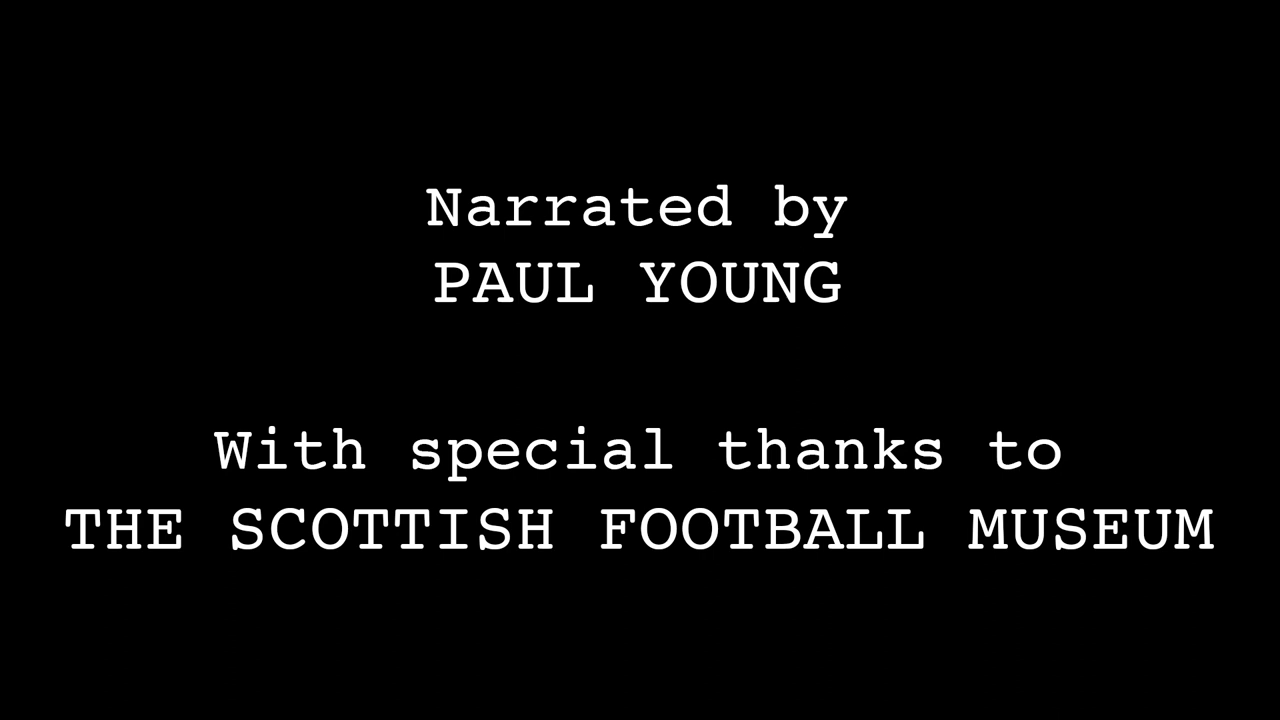 Narrated by
PAUL YOUNG
With special thanks to
THE SCOTTISH FOOTBALL MUSEUM